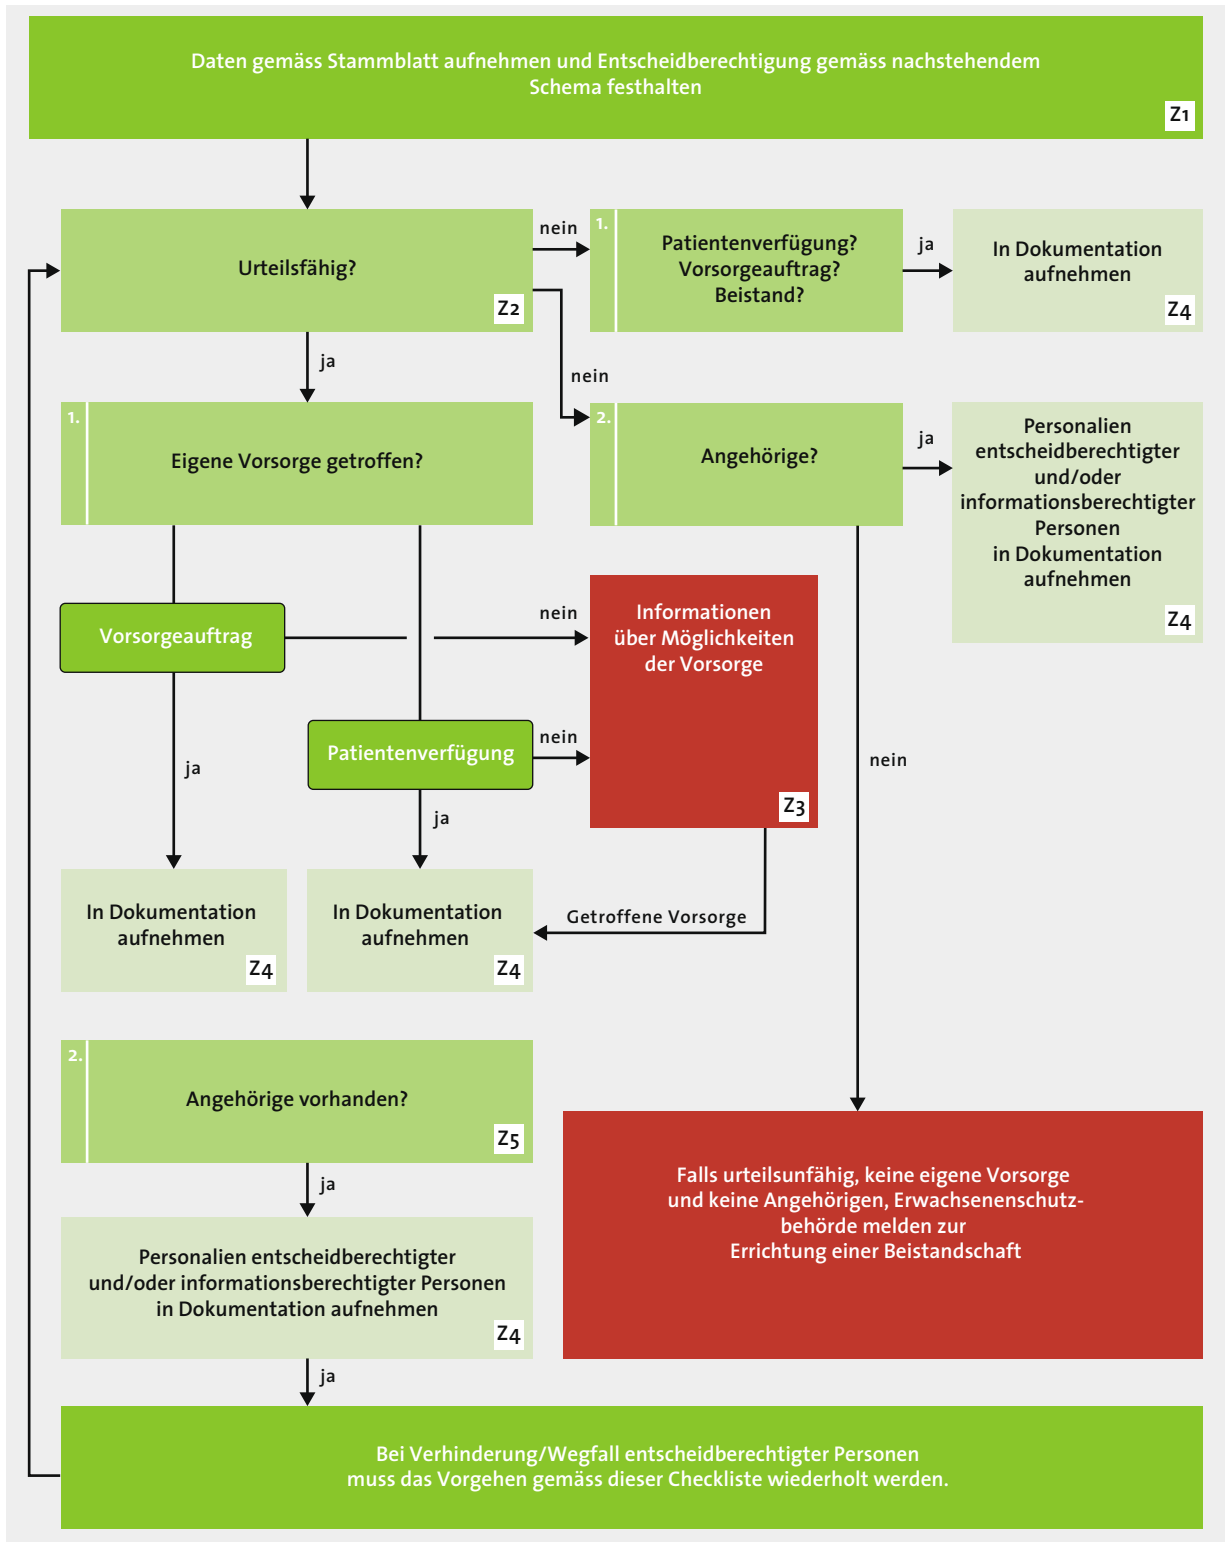 Daten gemäss Stammblatt aufnehmen und Entscheidberechtigung gemäss nachstehendem
Schema festhalten
Z1
Urteilsfähig?
Z2
nein
1.
Patientenverfügung?
Vorsorgeauftrag?
Beistand?
ja
In Dokumentation
aufnehmen
Z4
ja
nein
1.
Eigene Vorsorge getroffen?
2.
Angehörige?
ja
Personalien
entscheidberechtigter
und/oder
informationsberechtigter
Personen
in Dokumentation
aufnehmen
Z4
Vorsorgeauftrag
nein
Informationen
über Möglichkeiten
der Vorsorge
Z3
Patientenverfügung
nein
ja
ja
nein
In Dokumentation
aufnehmen
Z4
In Dokumentation
aufnehmen
Z4
Getroffene Vorsorge
2.
Angehörige vorhanden?
Z5
ja
Personalien entscheidberechtigter
und/oder informationsberechtigter Personen
in Dokumentation aufnehmen
Z4
ja
Falls urteilsunfähig, keine eigene Vorsorge
und keine Angehörigen, Erwachsenenschutz-
behörde melden zur
Errichtung einer Beistandschaft
Bei Verhinderung/Wegfall entscheidberechtigter Personen
muss das Vorgehen gemäss dieser Checkliste wiederholt werden.